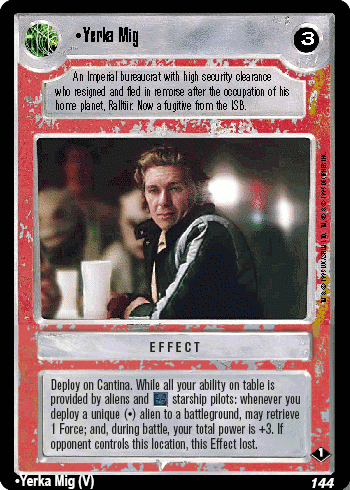 •Yerka Mig
3
An Imperial bureaucrat with high security clearance
who resigned and fled in remorse after the occupation of his
home planet, Ralltiir. Now a fugitive from the ISB.
EFFECT
Deploy on Cantina. While all your ability on table is
provided by aliens and starship pilots: whenever you
deploy a unique (•) alien to a battleground, may retrieve
1 Force; and, during battle, your total power is +3. If
opponent controls this location, this Effect lost.
1
•Yerka Mig (V)
144